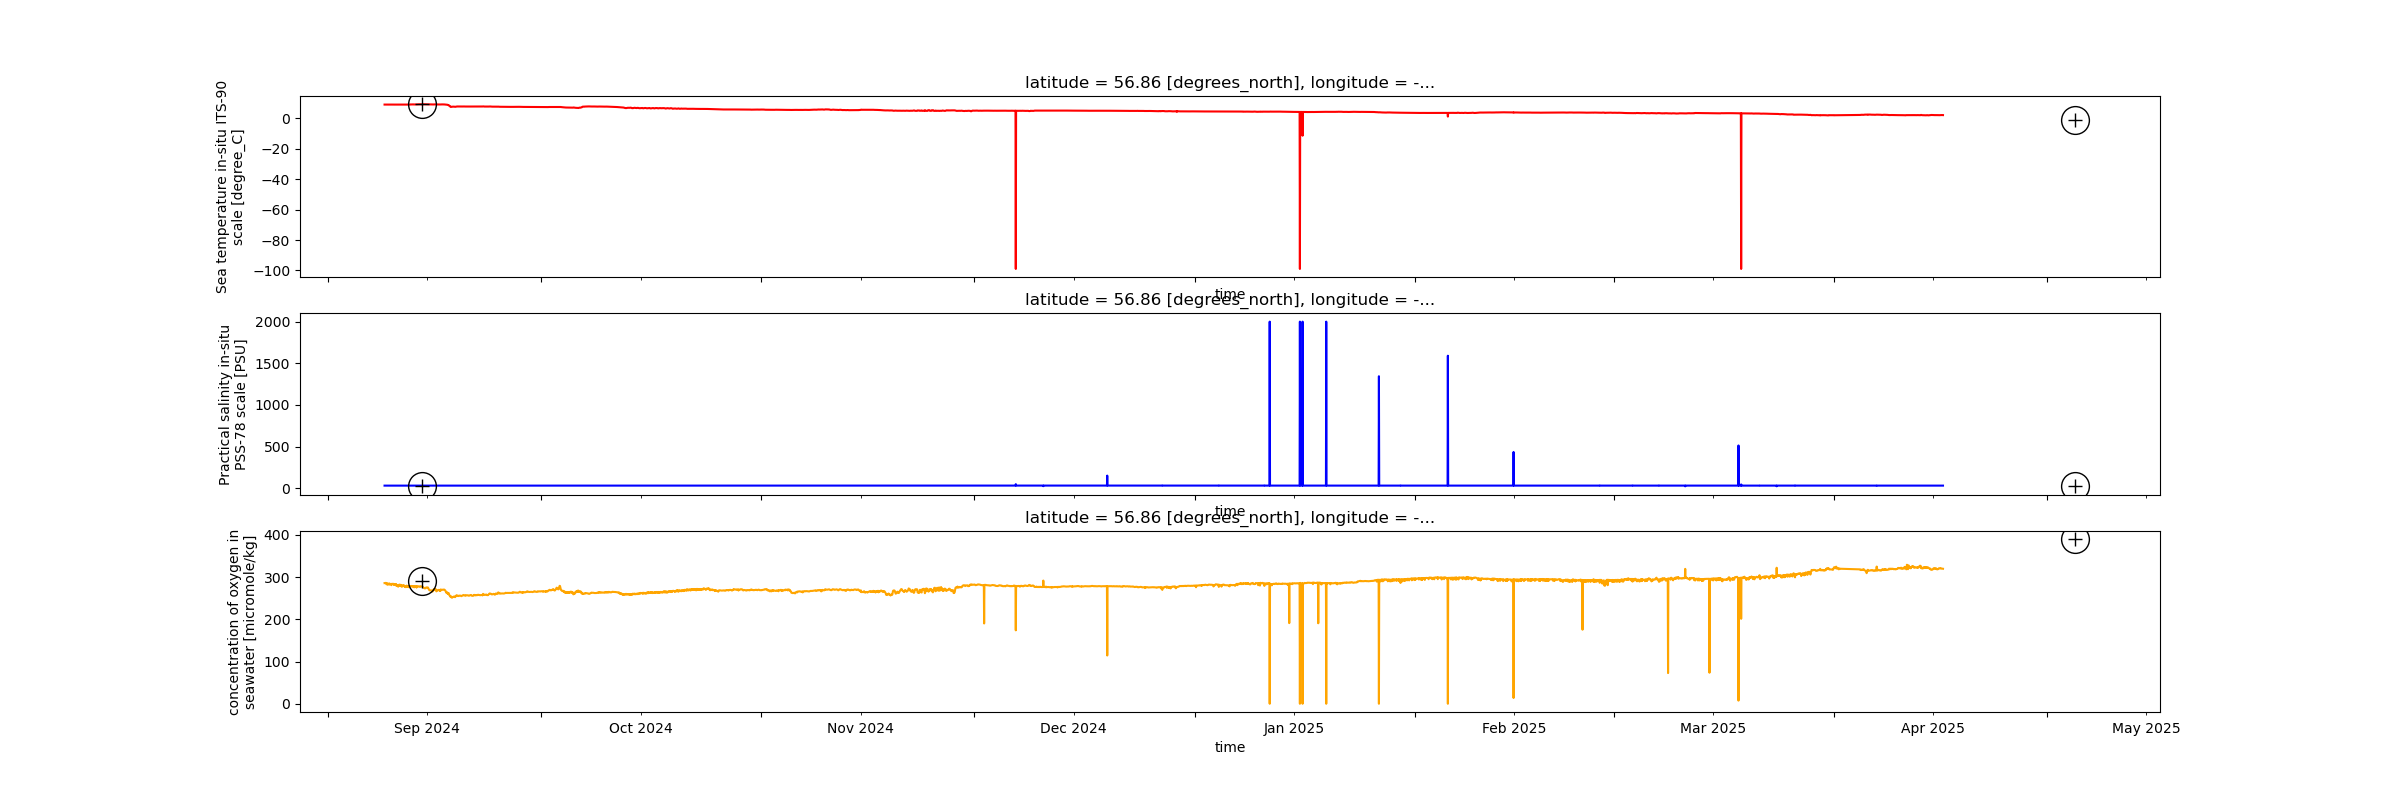 latitude = 56.86 [degrees_north], longitude = -...
Sea temperature in-situ ITS-90
scale [degree_C]
0
−20
−40
−60
−80
−100
time
latitude = 56.86 [degrees_north], longitude = -...
Practical salinity in-situ
PSS-78 scale [PSU]
2000
1500
1000
500
0
time
latitude = 56.86 [degrees_north], longitude = -...
concentration of oxygen in
seawater [micromole/kg]
400
300
200
100
0
Sep 2024 Oct 2024 Nov 2024 Dec 2024 Jan 2025 Feb 2025 Mar 2025 Apr 2025 May 2025
time